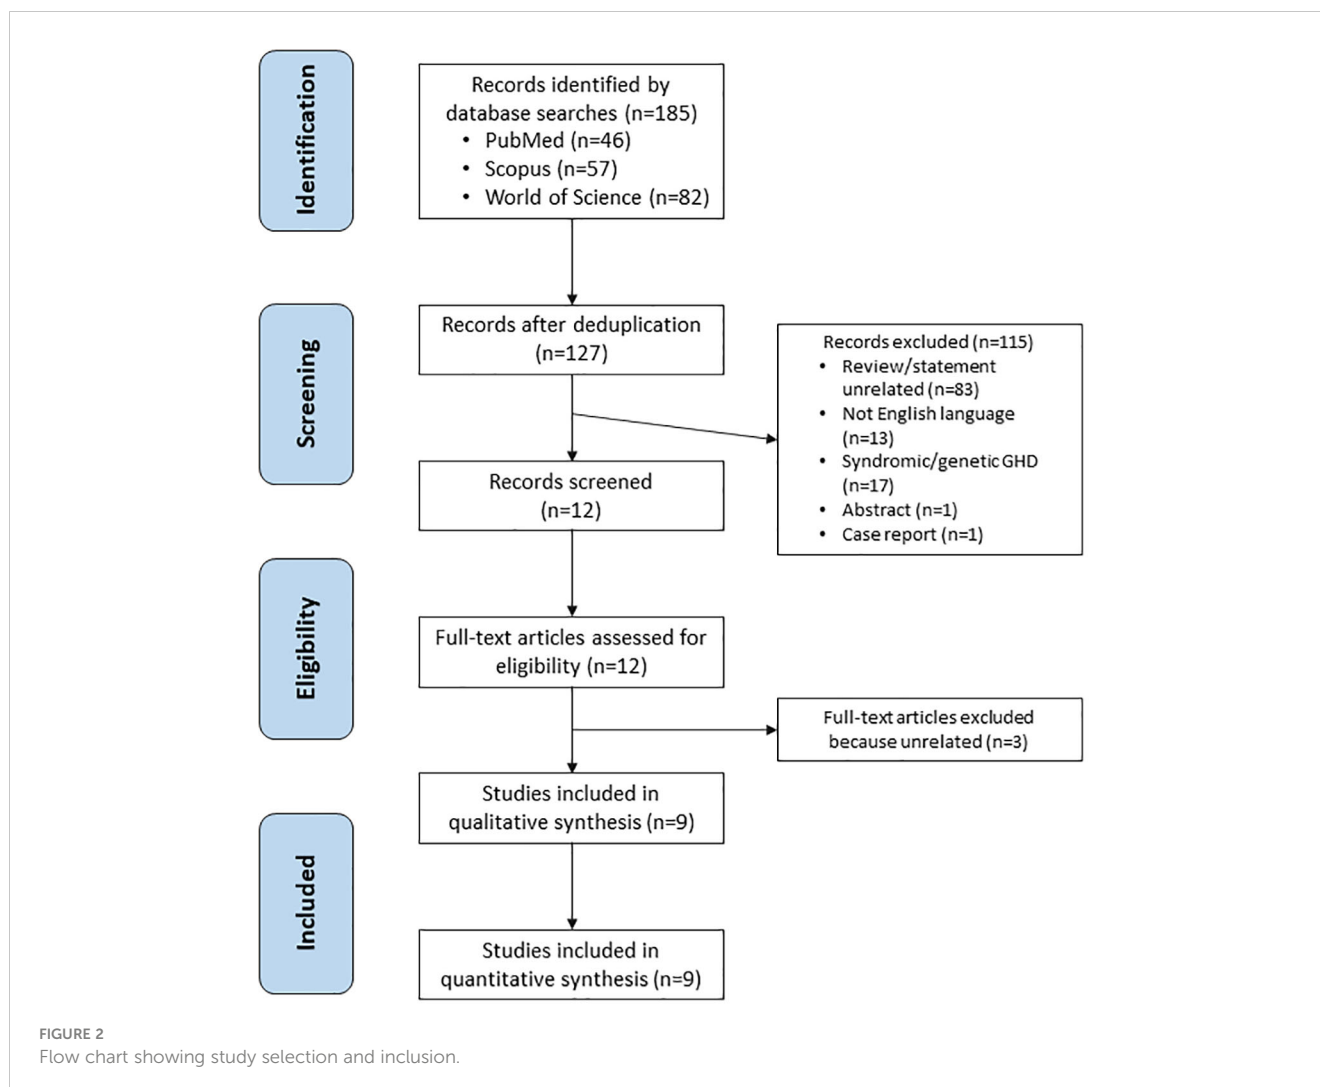 Identification
Records identified by
database searches (n=185)
• PubMed (n=46)
• Scopus (n=57)
• World of Science (n=82)
Screening
Records after deduplication
(n=127)
Records excluded (n=115)
• Review/statement
unrelated (n=83)
• Not English language
(n=13)
• Syndromic/genetic GHD
(n=17)
• Abstract (n=1)
• Case report (n=1)
Records screened
(n=12)
Eligibility
Full-text articles assessed for
eligibility (n=12)
Full-text articles excluded
because unrelated (n=3)
Studies included in
qualitative synthesis (n=9)
Included
Studies included in
quantitative synthesis (n=9)
FIGURE 2
Flow chart showing study selection and inclusion.